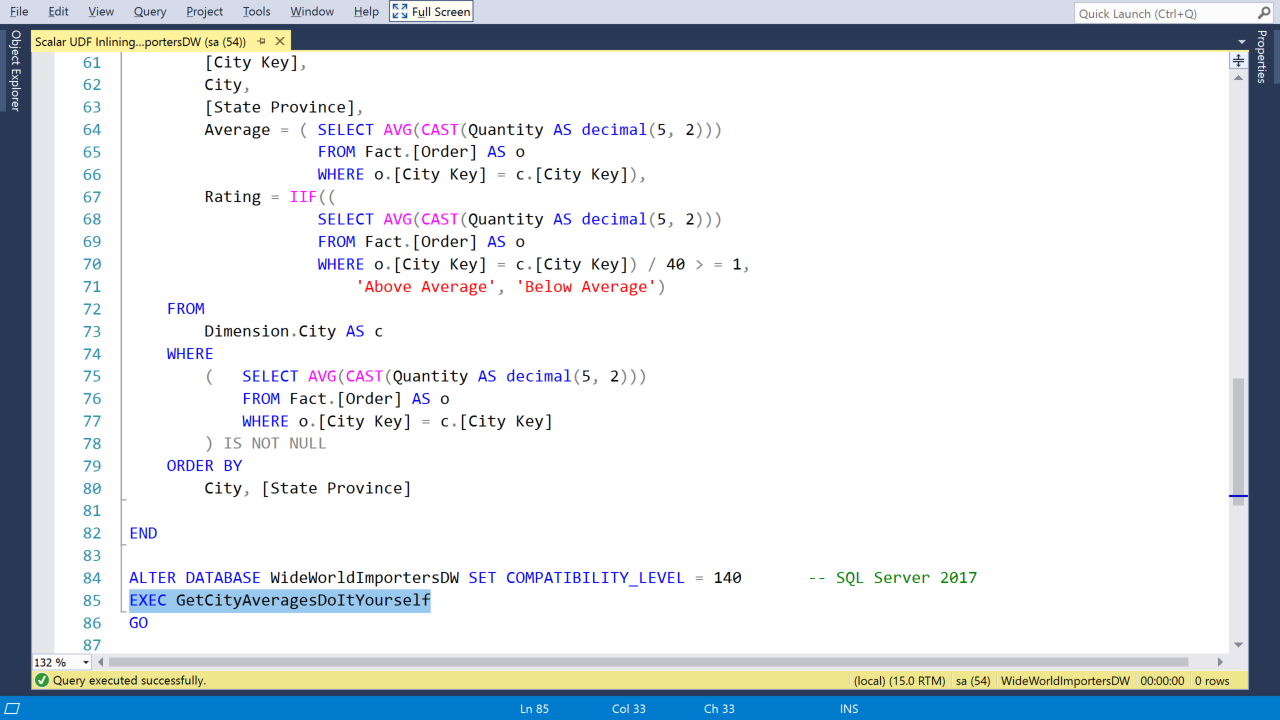 File Edit View Query Project Tools Window Help Full Screen Quick Launch (Ctrl+Q)
Object Explorer
Scalar UDF Inlining...portersDW (sa (54))
Properties
61 [City Key],
62 City,
63 [State Province],
64 Average = ( SELECT AVG(CAST(Quantity AS decimal(5, 2)))
65 FROM Fact.[Order] AS o
66 WHERE o.[City Key] = c.[City Key]),
67 Rating = IIF((
68 SELECT AVG(CAST(Quantity AS decimal(5, 2)))
69 FROM Fact.[Order] AS o
70 WHERE o.[City Key] = c.[City Key]) / 40 > = 1,
71 'Above Average', 'Below Average')
72 FROM
73 Dimension.City AS c
74 WHERE
75 ( SELECT AVG(CAST(Quantity AS decimal(5, 2)))
76 FROM Fact.[Order] AS o
77 WHERE o.[City Key] = c.[City Key]
78 ) IS NOT NULL
79 ORDER BY
80 City, [State Province]
81
82 END
83
84 ALTER DATABASE WideWorldImportersDW SET COMPATIBILITY_LEVEL = 140 -- SQL Server 2017
85 EXEC GetCityAveragesDoItYourself
86 GO
87
132 %
Query executed successfully. (local) (15.0 RTM) sa (54) WideWorldImportersDW 00:00:00 0 rows
Ln 85 Col 33 Ch 33 INS